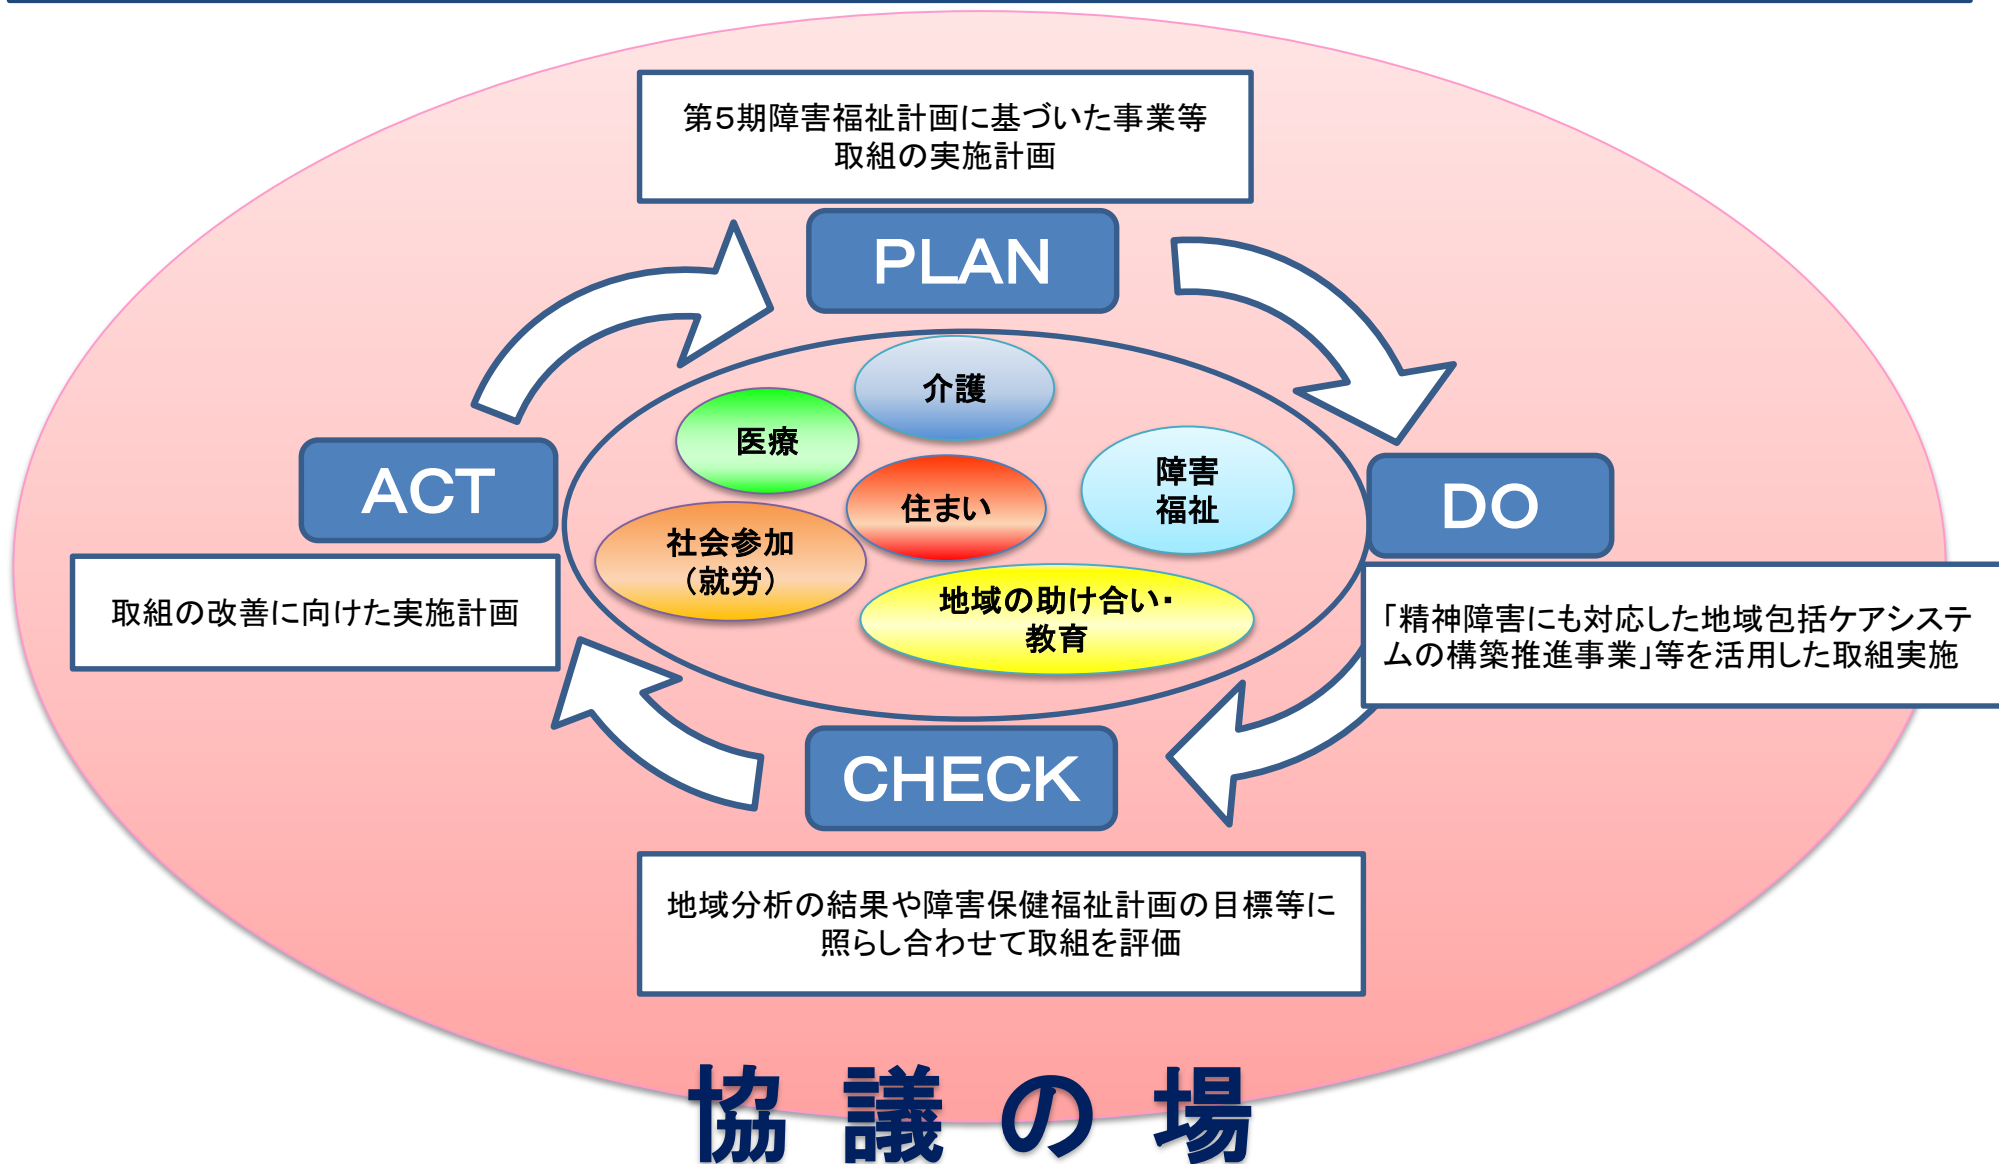 第5期障害福祉計画に基づいた事業等
取組の実施計画
PLAN
介護
医療
障害
福祉
ACT
住まい
DO
社会参加
（就労）
取組の改善に向けた実施計画
地域の助け合い・
教育
「精神障害にも対応した地域包括ケアシステ
ムの構築推進事業」等を活用した取組実施
CHECK
地域分析の結果や障害保健福祉計画の目標等に
照らし合わせて取組を評価
協議の場